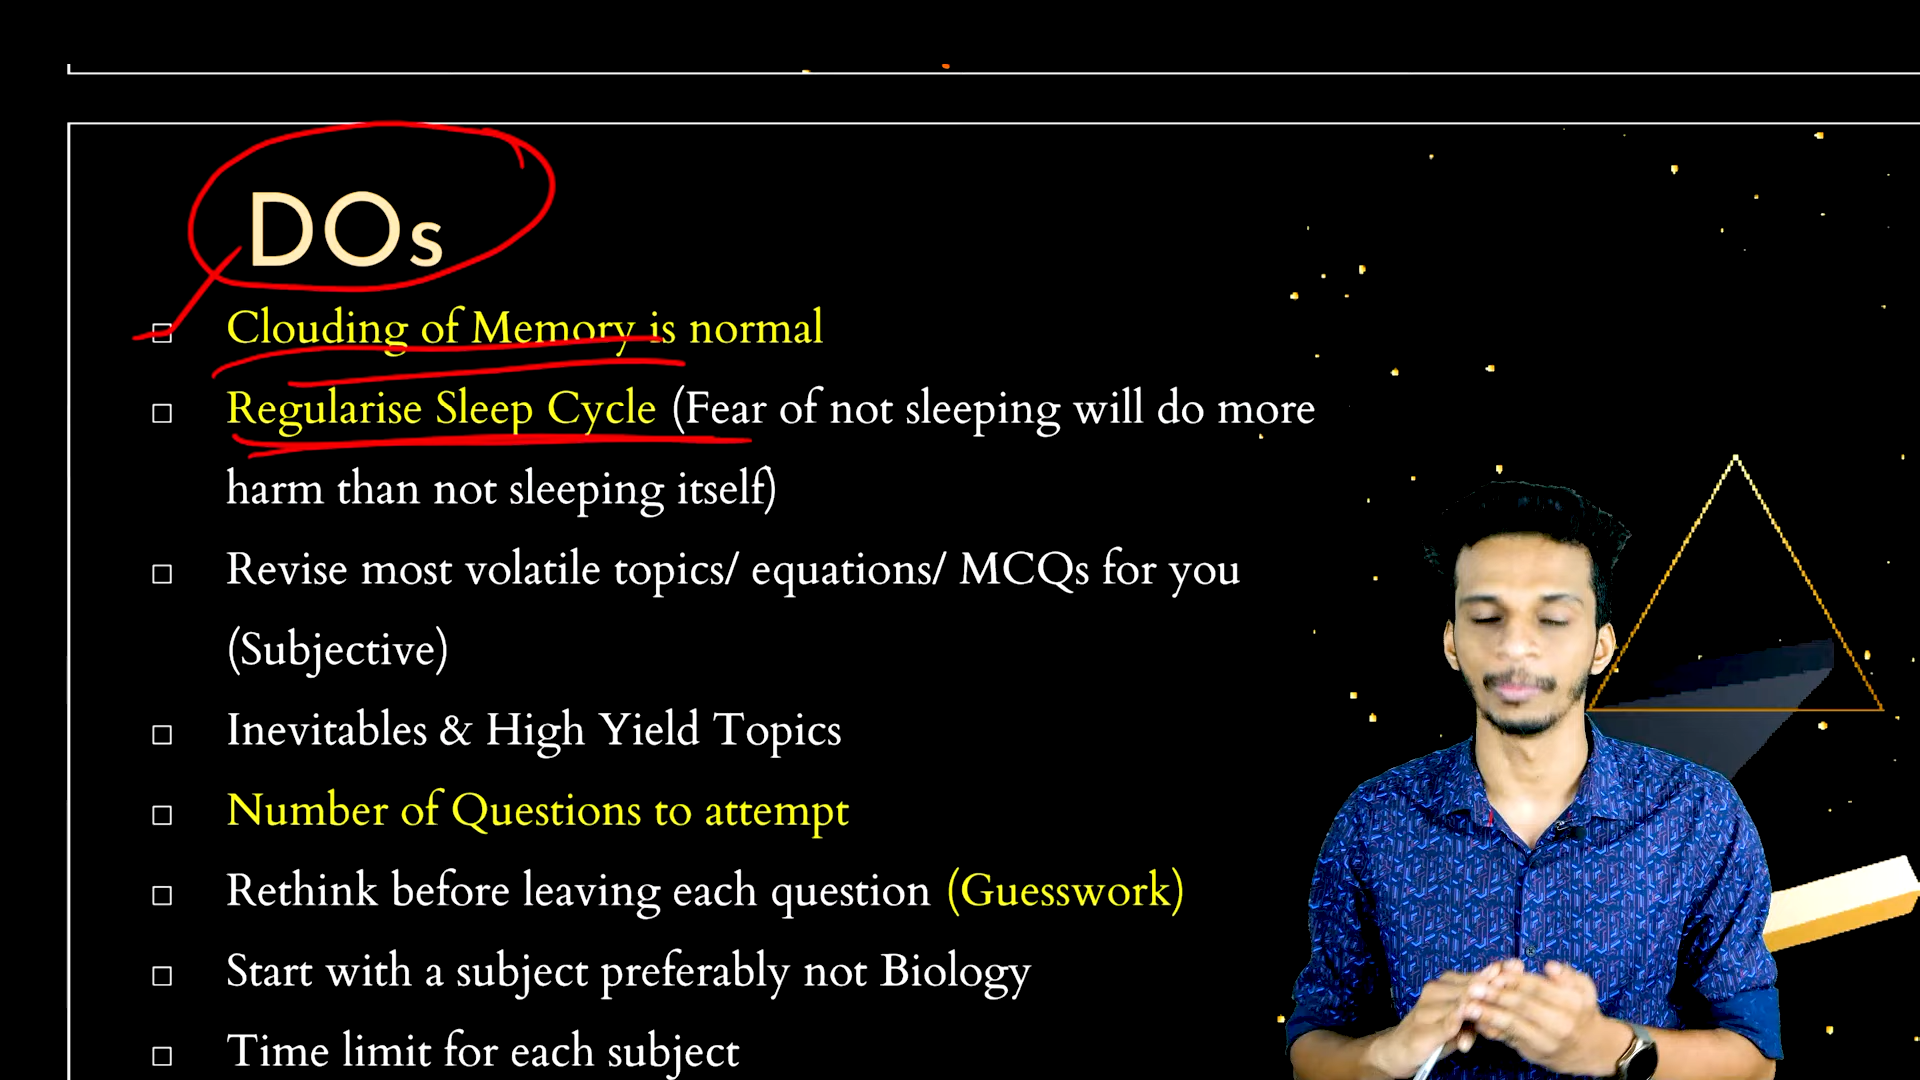 DOs
Clouding of Memory is normal
Regularise Sleep Cycle (Fear of not sleeping will do more
harm than not sleeping itself)
Revise most volatile topics/ equations/ MCQs for you
(Subjective)
Inevitables & High Yield Topics
Number of Questions to attempt
Rethink before leaving each question (Guesswork)
Start with a subject preferably not Biology
Time limit for each subject